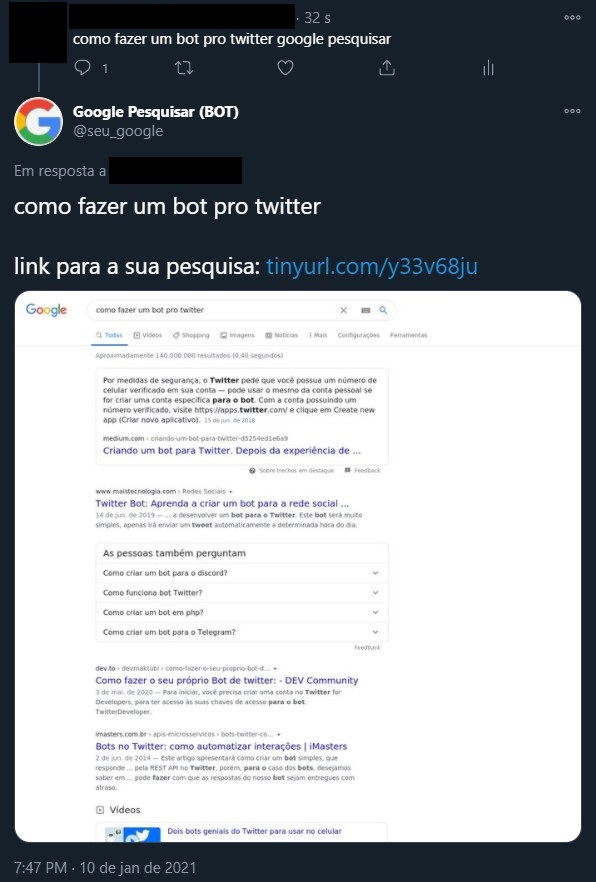 · 32 s
como fazer um bot pro twitter google pesquisar
1
Google Pesquisar (BOT)
@seu_google
Em resposta a
como fazer um bot pro twitter
link para a sua pesquisa: tinyurl.com/y33v68ju
Google
como fazer um bot pro twitter
Todas Vídeos Shopping Imagens Notícias Mais Configurações Ferramentas
Aproximadamente 140.000.000 resultados (0,40 segundos)
Por medidas de segurança, o Twitter pede que você possua um número de
celular verificado em sua conta — pode usar o mesmo da conta pessoal se
for criar uma conta específica para o bot. Com a conta possuindo um
número verificado, visite https://apps.twitter.com/ e clique em Create new
app (Criar novo aplicativo). 15 de jun. de 2018
medium.com › criando-um-bot-para-twitter-d5254ed1e6a9
Criando um bot para Twitter. Depois da experiência de ...
Sobre trechos em destaque Feedback
www.maistecnologia.com › Redes Sociais
Twitter Bot: Aprenda a criar um bot para a rede social ...
14 de jun. de 2019 — ... a desenvolver um bot para o Twitter. Este bot será muito
simples, apenas irá enviar um tweet automaticamente a determinada hora do dia.
As pessoas também perguntam
Como criar um bot para o discord?
Como funciona bot Twitter?
Como criar um bot em php?
Como criar um bot para o Telegram?
Feedback
dev.to › devmaktubi › como-fazer-o-seu-proprio-bot-d...
Como fazer o seu próprio Bot de twitter: - DEV Community
3 de mai. de 2020 — Para iniciar, você precisa criar uma conta no Twitter for
Developers, para ter acesso às suas chaves de acesso para o bot.
TwitterDeveloper.
imasters.com.br › apis-microsservicos › bots-twitter-co...
Bots no Twitter: como automatizar interações | iMasters
2 de jun. de 2014 — Este artigo apresentará como criar um bot simples, que
responde ... pela REST API no Twitter, porém, para o caso dos bots, desejamos
saber em ... pode fazer com que as respostas do nosso bot sejam entregues com
atraso.
Vídeos
Dois bots geniais do Twitter para usar no celular
7:47 PM · 10 de jan de 2021